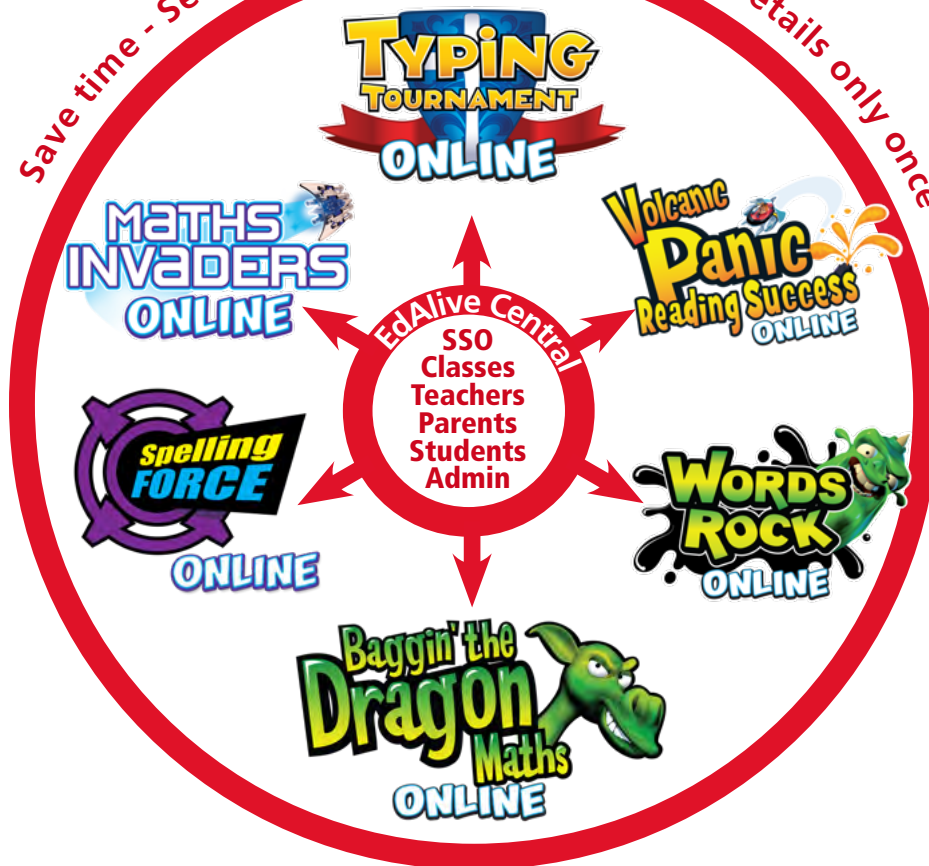 Save time - Se
etails only once
TYPING
TOURNAMENT
ONLINE
MATHS
INVADERS
ONLINE
Volcanic
Panic
Reading Success
ONLINE
EdAlive Central
SSO
Classes
Teachers
Parents
Students
Admin
Spelling
FORCE
ONLINE
WORDS
ROCK
ONLINE
Baggin' the
Dragon
Maths
ONLINE